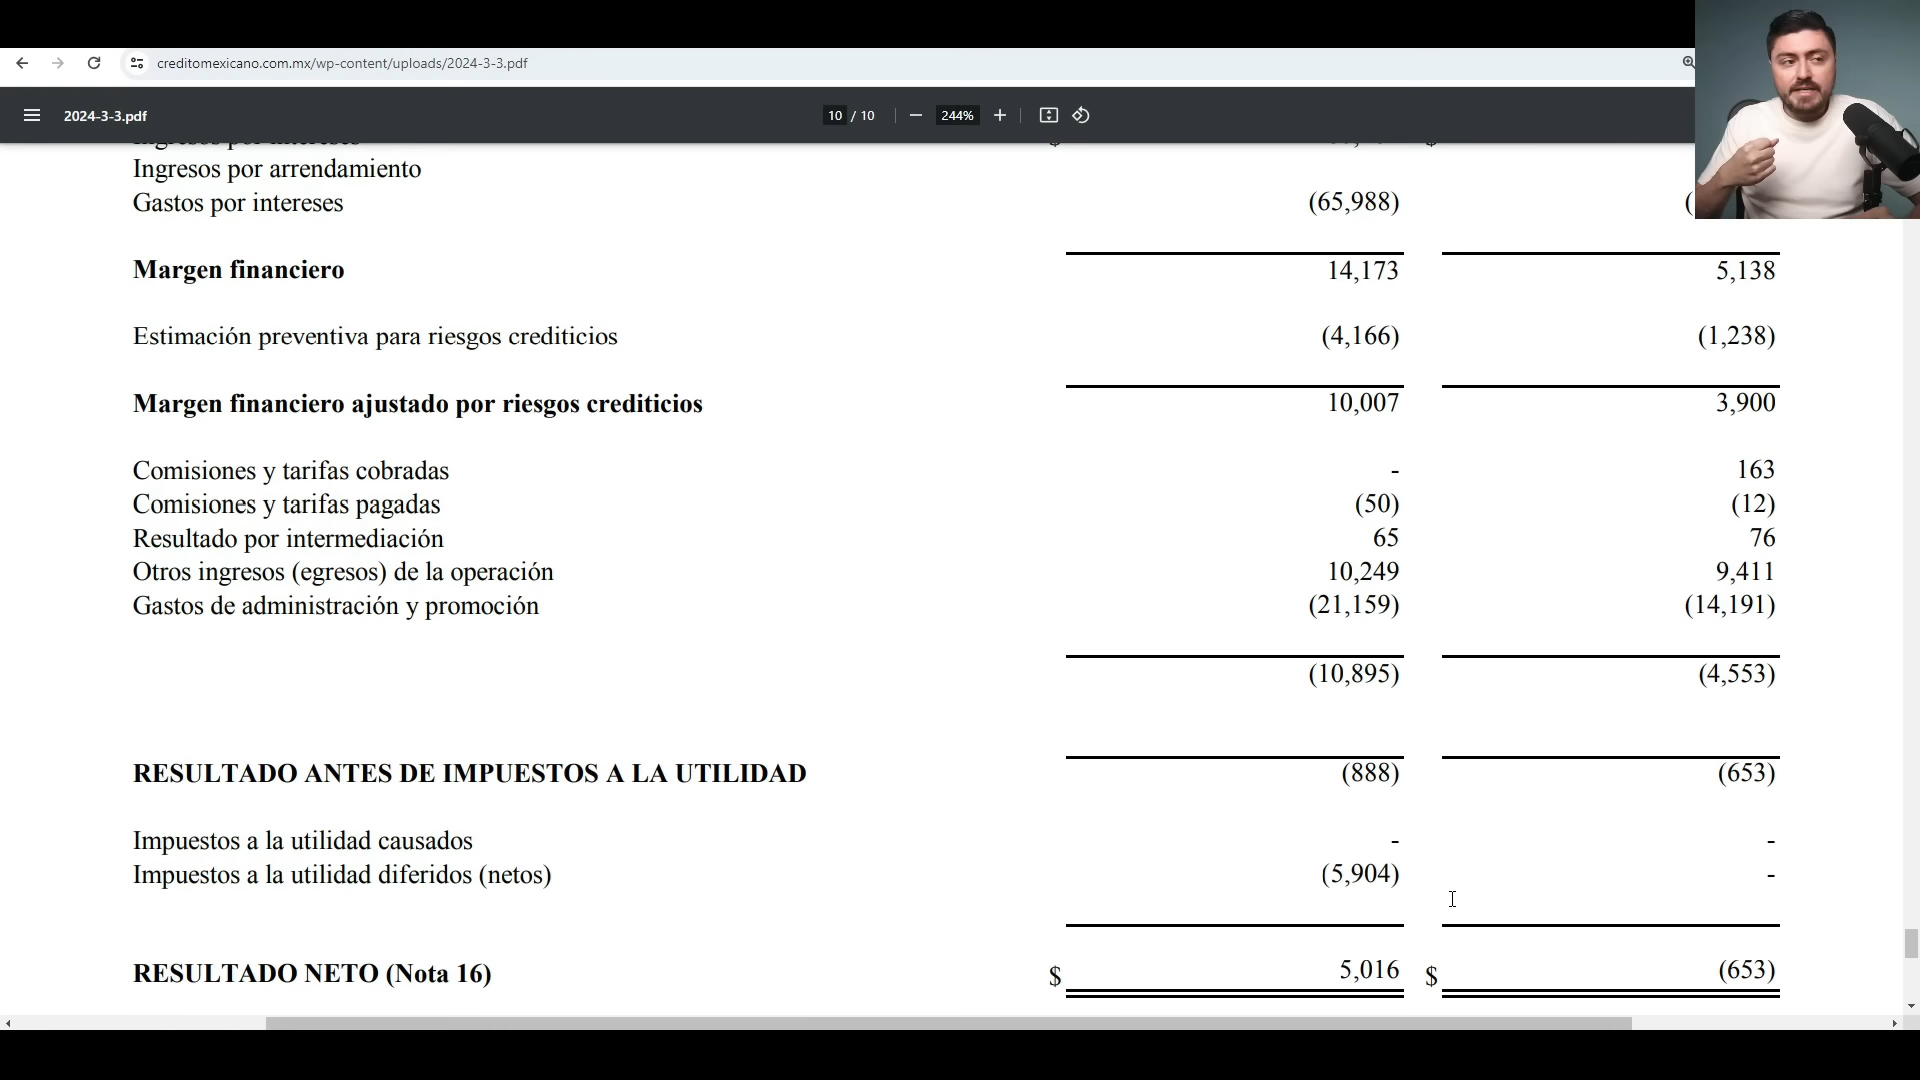 creditomexicano.com.mx/wp-content/uploads/2024-3-3.pdf
2024-3-3.pdf 10 / 10 244%
Ingresos por intereses $ $
Ingresos por arrendamiento
Gastos por intereses (65,988) (
Margen financiero 14,173 5,138
Estimación preventiva para riesgos crediticios (4,166) (1,238)
Margen financiero ajustado por riesgos crediticios 10,007 3,900
Comisiones y tarifas cobradas - 163
Comisiones y tarifas pagadas (50) (12)
Resultado por intermediación 65 76
Otros ingresos (egresos) de la operación 10,249 9,411
Gastos de administración y promoción (21,159) (14,191)
(10,895) (4,553)
RESULTADO ANTES DE IMPUESTOS A LA UTILIDAD (888) (653)
Impuestos a la utilidad causados - -
Impuestos a la utilidad diferidos (netos) (5,904) -
RESULTADO NETO (Nota 16) $ 5,016 $ (653)